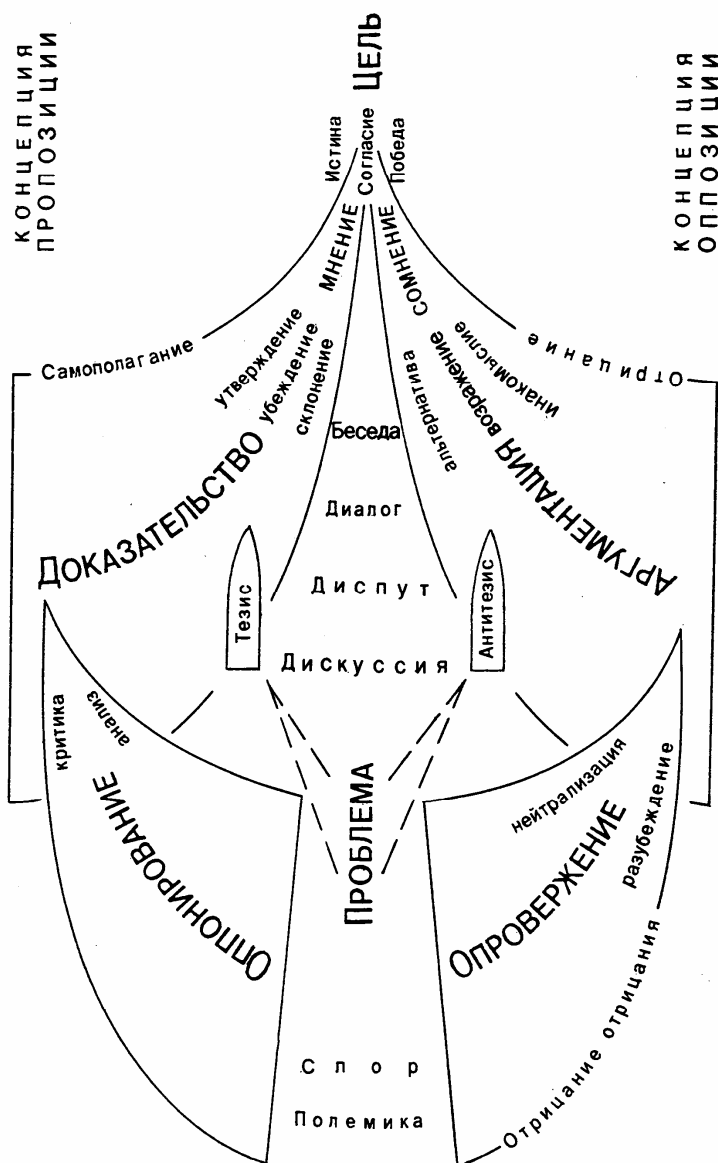 КОНЦЕПЦИЯ
ПРОПОЗИЦИИ
ЦЕЛЬ
КОНЦЕПЦИЯ
ОППОЗИЦИИ
Истина
Согласие
Победа
МНЕНИЕ
СОМНЕНИЕ
Самополагание
Отрицание
утверждение
убеждение
склонение
альтернатива
возражение
инакомыслие
ДОКАЗАТЕЛЬСТВО
АРГУМЕНТАЦИЯ
Беседа
Диалог
Диспут
Дискуссия
Тезис
Антитезис
критика
анализ
ОППОНИРОВАНИЕ
ПРОБЛЕМА
нейтрализация
разубеждение
ОПРОВЕРЖЕНИЕ
Отрицание отрицания
Спор
Полемика